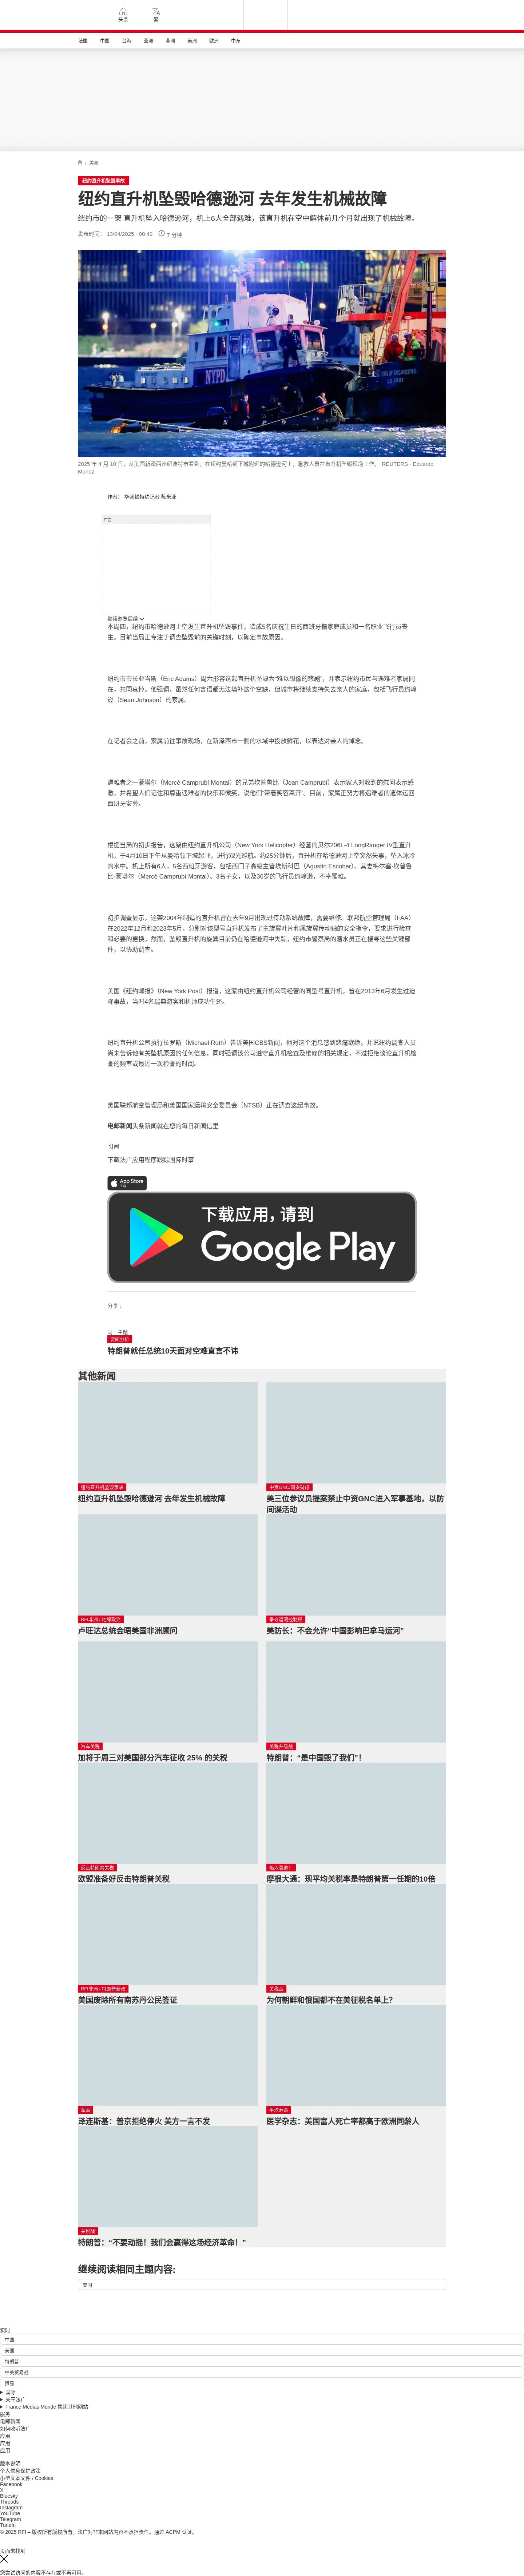 头条
繁
法国
中国
台海
亚洲
非洲
美洲
欧洲
中东
/ 美洲
纽约直升机坠毁事故
纽约直升机坠毁哈德逊河 去年发生机械故障
纽约市的一架 直升机坠入哈德逊河，机上6人全部遇难，该直升机在空中解体前几个月就出现了机械故障。
发表时间： 13/04/2025 - 00:49
7 分钟
NYPD
2025 年 4 月 10 日，从美国新泽西州纽波特市看到，在纽约曼哈顿下城附近的哈德逊河上，急救人员在直升机坠毁现场工作。 REUTERS - Eduardo
Munoz
作者： 华盛顿特约记者 陈米亚
广告
继续浏览后续
本周四，纽约市哈德逊河上空发生直升机坠毁事件，造成5名庆祝生日的西班牙籍家庭成员和一名职业飞行员丧
生。目前当局正专注于调查坠毁前的关键时刻，以确定事故原因。
纽约市市长亚当斯（Eric Adams）周六形容这起直升机坠毁为“难以想像的悲剧”，并表示纽约市民与遇难者家属同
在，共同哀悼。他强调，虽然任何言语都无法填补这个空缺，但城市将继续支持失去亲人的家庭，包括飞行员约翰
逊（Sean Johnson）的家属。
在记者会之前，家属前往事故现场，在新泽西市一侧的水域中投放鲜花，以表达对亲人的悼念。
遇难者之一蒙塔尔（Mercè Camprubí Montal）的兄弟坎普鲁比（Joan Camprubí）表示家人对收到的慰问表示感
激，并希望人们记住和尊重遇难者的快乐和微笑，说他们“带着笑容离开”。目前，家属正努力将遇难者的遗体运回
西班牙安葬。
根据当局的初步报告，这架由纽约直升机公司（New York Helicopter）经营的贝尔206L-4 LongRanger IV型直升
机，于4月10日下午从曼哈顿下城起飞，进行观光巡航。约25分钟后，直升机在哈德逊河上空突然失事，坠入冰冷
的水中。机上所有6人，5名西班牙游客，包括西门子高级主管埃斯科巴（Agustin Escobar）、其妻梅尔塞·坎普鲁
比·蒙塔尔（Mercé Camprubí Montal）、3名子女，以及36岁的飞行员约翰逊，不幸罹难。
初步调查显示，这架2004年制造的直升机曾在去年9月出现过传动系统故障，需要维修。联邦航空管理局（FAA）
在2022年12月和2023年5月，分别对该型号直升机发布了主旋翼叶片和尾旋翼传动轴的安全指令，要求进行检查
和必要的更换。然而，坠毁直升机的旋翼目前仍在哈德逊河中失踪，纽约市警察局的潜水员正在搜寻这些关键部
件，以协助调查。
美国《纽约邮报》（New York Post）报道，这家由纽约直升机公司经营的同型号直升机，曾在2013年6月发生过迫
降事故，当时4名瑞典游客和机师成功生还。
纽约直升机公司执行长罗斯（Michael Roth）告诉美国CBS新闻，他对这个消息感到悲痛欲绝，并说纽约调查人员
尚未告诉他有关坠机原因的任何信息，同时强调该公司遵守直升机检查及维修的相关规定，不过拒绝谈论直升机检
查的频率或最近一次检查的时间。
美国联邦航空管理局和美国国家运输安全委员会（NTSB）正在调查这起事故。
电邮新闻头条新闻就在您的每日新闻信里
订阅
下载法广应用程序跟踪国际时事
App Store
下载
下载应用，请到
Google Play
分享 :
同一主题
要闻分析
特朗普就任总统10天面对空难直言不讳
其他新闻
纽约直升机坠毁事故
纽约直升机坠毁哈德逊河 去年发生机械故障
中资GNC/国安疑虑
美三位参议员提案禁止中资GNC进入军事基地，以防
间谍活动
RFI非洲 / 地缘政治
卢旺达总统会晤美国非洲顾问
争夺运河控制权
美防长：不会允许“中国影响巴拿马运河”
汽车关税
加将于周三对美国部分汽车征收 25% 的关税
关税升级战
特朗普：“是中国毁了我们”！
反击特朗普关税
欧盟准备好反击特朗普关税
陷入衰退？
摩根大通：现平均关税率是特朗普第一任期的10倍
RFI非洲 / 特朗普新政
美国废除所有南苏丹公民签证
关税战
为何朝鲜和俄国都不在美征税名单上？
军事
泽连斯基：普京拒绝停火 美方一言不发
平均寿命
医学杂志：美国富人死亡率都高于欧洲同龄人
关税战
特朗普：“不要动摇！我们会赢得这场经济革命！”
继续阅读相同主题内容:
美国
实时
中国
美国
特朗普
中美贸易战
贸易
国际
关于法广
France Médias Monde 集团其他网站
服务
电邮新闻
如何收听法广
应用
应用
应用
版本说明
个人信息保护政策
小型文本文件 / Cookies
Facebook
X
Bluesky
Threads
Instagram
YouTube
Telegram
TuneIn
© 2025 RFI – 版权所有版权所有。法广对非本网站内容不承担责任。通过 ACPM 认证。
页面未找到
您尝试访问的内容不存在或不再可用。